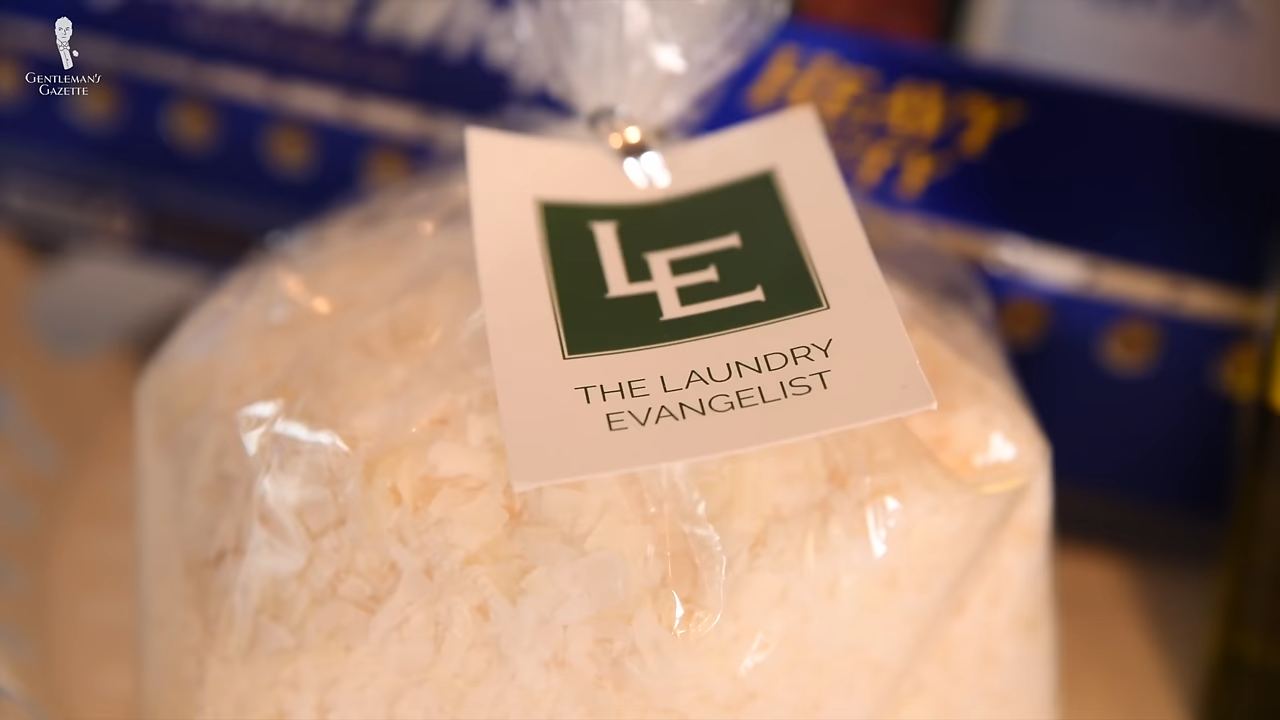 GENTLEMAN'S
GAZETTE
LE
THE LAUNDRY
EVANGELIST